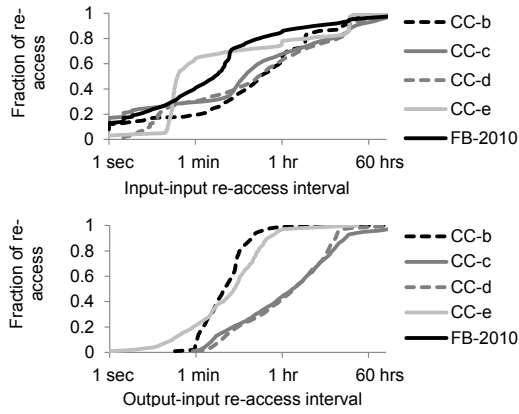 Fraction of re-
access
1
0.8
0.6
0.4
0.2
0
1 sec 1 min 1 hr 60 hrs
Input-input re-access interval
CC-b
CC-c
CC-d
CC-e
FB-2010
Fraction of re-
access
1
0.8
0.6
0.4
0.2
0
1 sec 1 min 1 hr 60 hrs
Output-input re-access interval
CC-b
CC-c
CC-d
CC-e
FB-2010